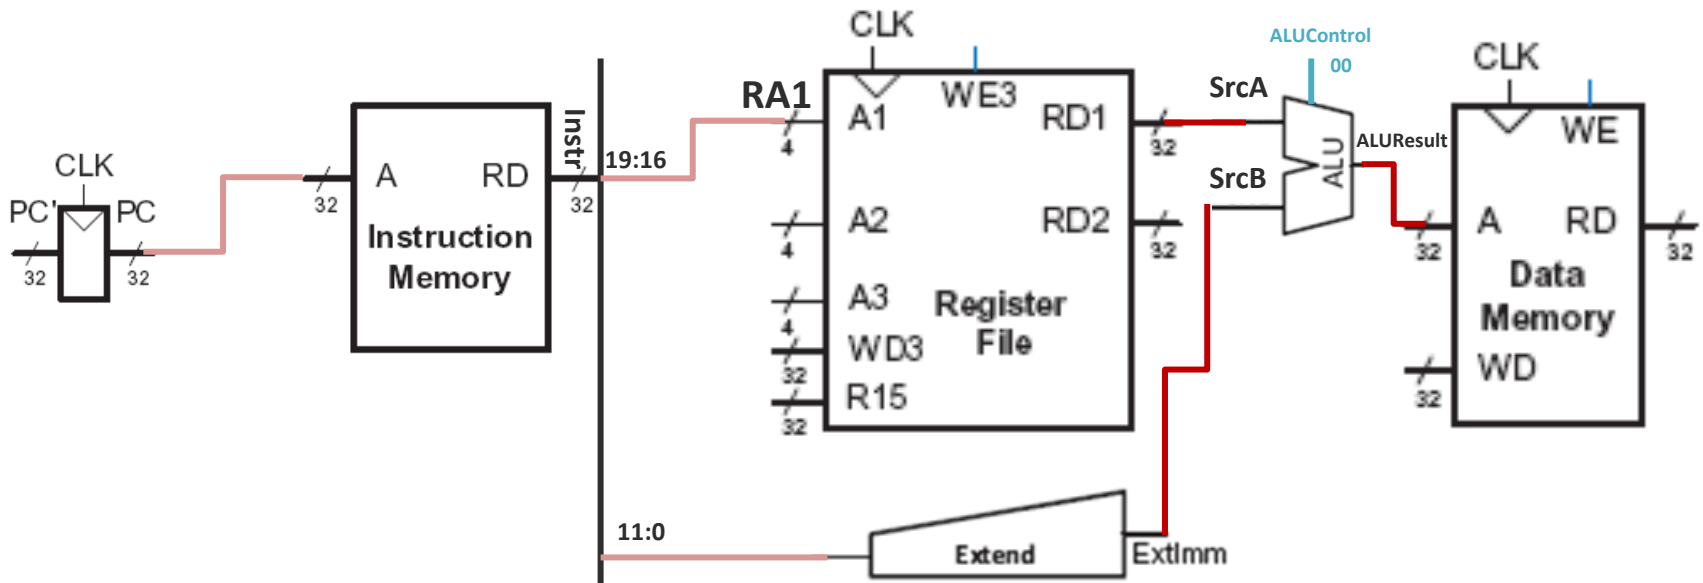 CLK
PC'
PC
32
32
A
RD
32
Instr
32
Instruction
Memory
19:16
RA1
4
CLK
A1
WE3
RD1
32
SrcA
A2
4
RD2
32
SrcB
A3
4
WD3
32
R15
32
Register
File
ALUControl
00
ALU
ALUResult
CLK
WE
A
32
RD
32
Data
Memory
WD
32
11:0
Extend
ExtImm